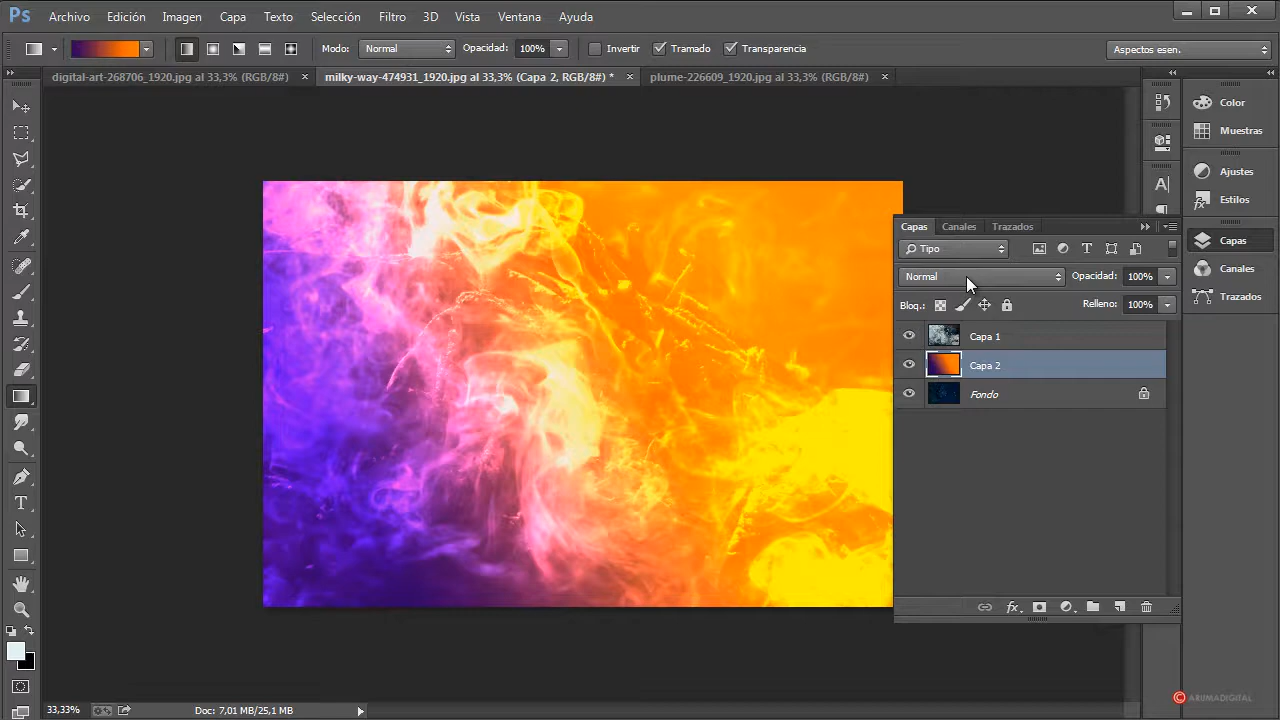 Ps Archivo Edición Imagen Capa Texto Selección Filtro 3D Vista Ventana Ayuda
Modo: Normal Opacidad: 100% Invertir Tramado Transparencia Aspectos esen.
digital-art-268706_1920.jpg al 33,3% (RGB/8#) × milky-way-474931_1920.jpg al 33,3% (Capa 2, RGB/8#) * × plume-226609_1920.jpg al 33,3% (RGB/8#) ×
Color
Muestras
Ajustes
Estilos
Capas
Canales
Trazados
Capas Canales Trazados
Tipo
Normal Opacidad: 100%
Bloq.: Relleno: 100%
Capa 1
Capa 2
Fondo
fx
33,33% Doc: 7,01 MB/25,1 MB
© ARUMADIGITAL